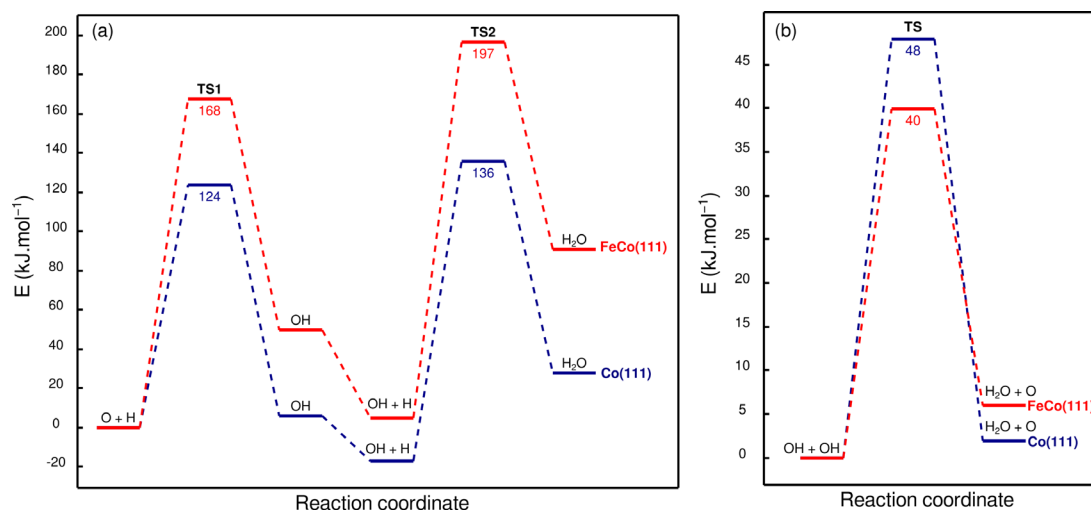 (a)
TS1
TS2
200
180
160
140
120
100
80
60
40
20
0
-20
E (kJ.mol⁻¹)
168
124
197
136
O + H
OH
OH
OH + H
OH + H
H₂O
FeCo(111)
H₂O
Co(111)
Reaction coordinate
(b)
TS
45
40
35
30
25
20
15
10
5
0
E (kJ.mol⁻¹)
48
40
OH + OH
H₂O + O
FeCo(111)
H₂O + O
Co(111)
Reaction coordinate